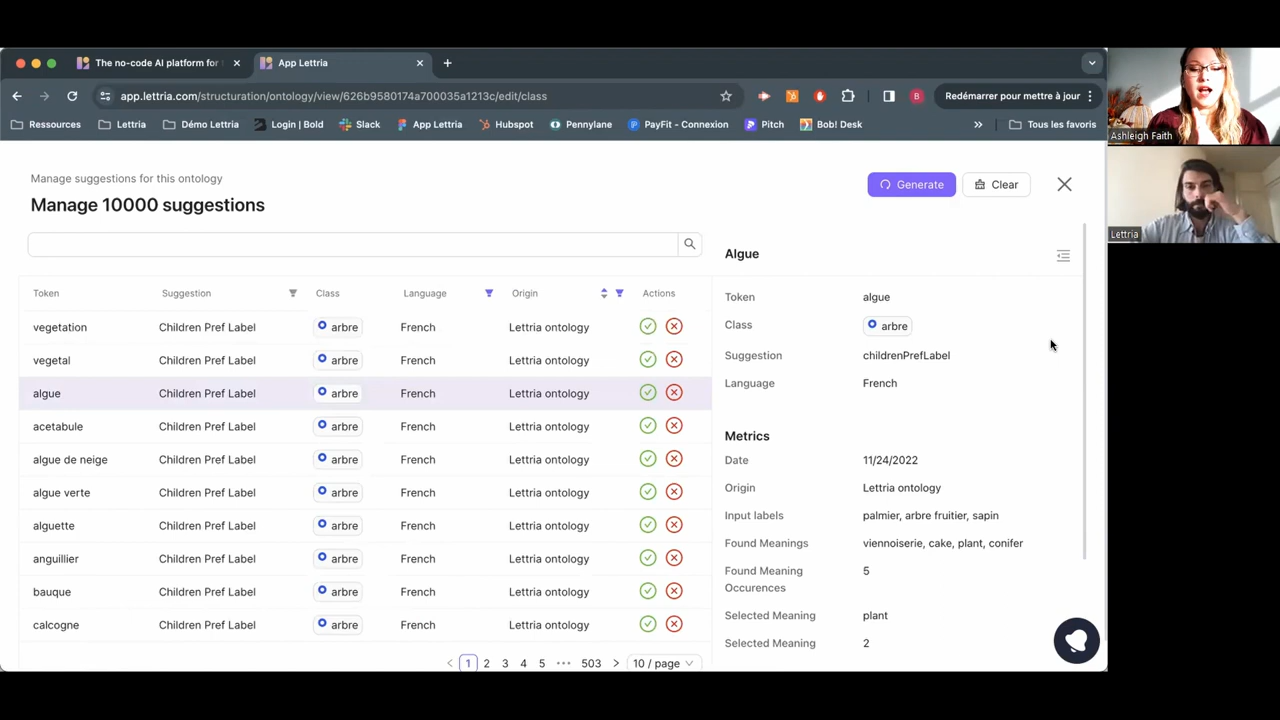 The no-code AI platform for t
App Lettria
app.lettria.com/structuration/ontology/view/626b9580174a700035a1213c/edit/class
B
Redémarrer pour mettre à jour
Ressources
Lettria
Démo Lettria
Login | Bold
Slack
App Lettria
Hubspot
Pennylane
PayFit - Connexion
Pitch
Bob! Desk
»
Tous les favoris
Ashleigh Faith
Lettria
Manage suggestions for this ontology
Manage 10000 suggestions
Generate
Clear
Token Suggestion Class Language Origin Actions
vegetation Children Pref Label arbre French Lettria ontology
vegetal Children Pref Label arbre French Lettria ontology
algue Children Pref Label arbre French Lettria ontology
acetabule Children Pref Label arbre French Lettria ontology
algue de neige Children Pref Label arbre French Lettria ontology
algue verte Children Pref Label arbre French Lettria ontology
alguette Children Pref Label arbre French Lettria ontology
anguillier Children Pref Label arbre French Lettria ontology
bauque Children Pref Label arbre French Lettria ontology
calcogne Children Pref Label arbre French Lettria ontology
< 1 2 3 4 5 ••• 503 > 10 / page
Algue
Token algue
Class arbre
Suggestion childrenPrefLabel
Language French
Metrics
Date 11/24/2022
Origin Lettria ontology
Input labels palmier, arbre fruitier, sapin
Found Meanings viennoiserie, cake, plant, conifer
Found Meaning 5
Occurences
Selected Meaning plant
Selected Meaning 2